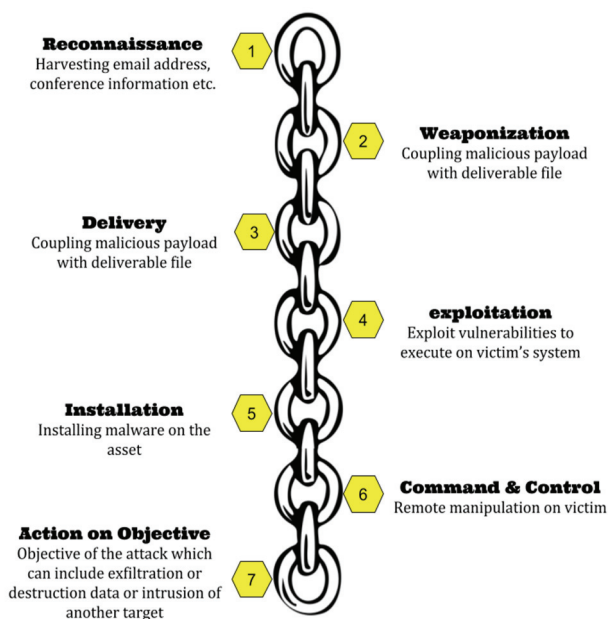 Reconnaissance
Harvesting email address,
conference information etc.
1
Weaponization
Coupling malicious payload
with deliverable file
2
Delivery
Coupling malicious payload
with deliverable file
3
exploitation
Exploit vulnerabilities to
execute on victim's system
4
Installation
Installing malware on the
asset
5
Command & Control
Remote manipulation on victim
6
Action on Objective
Objective of the attack which
can include exfiltration or
destruction data or intrusion of
another target
7